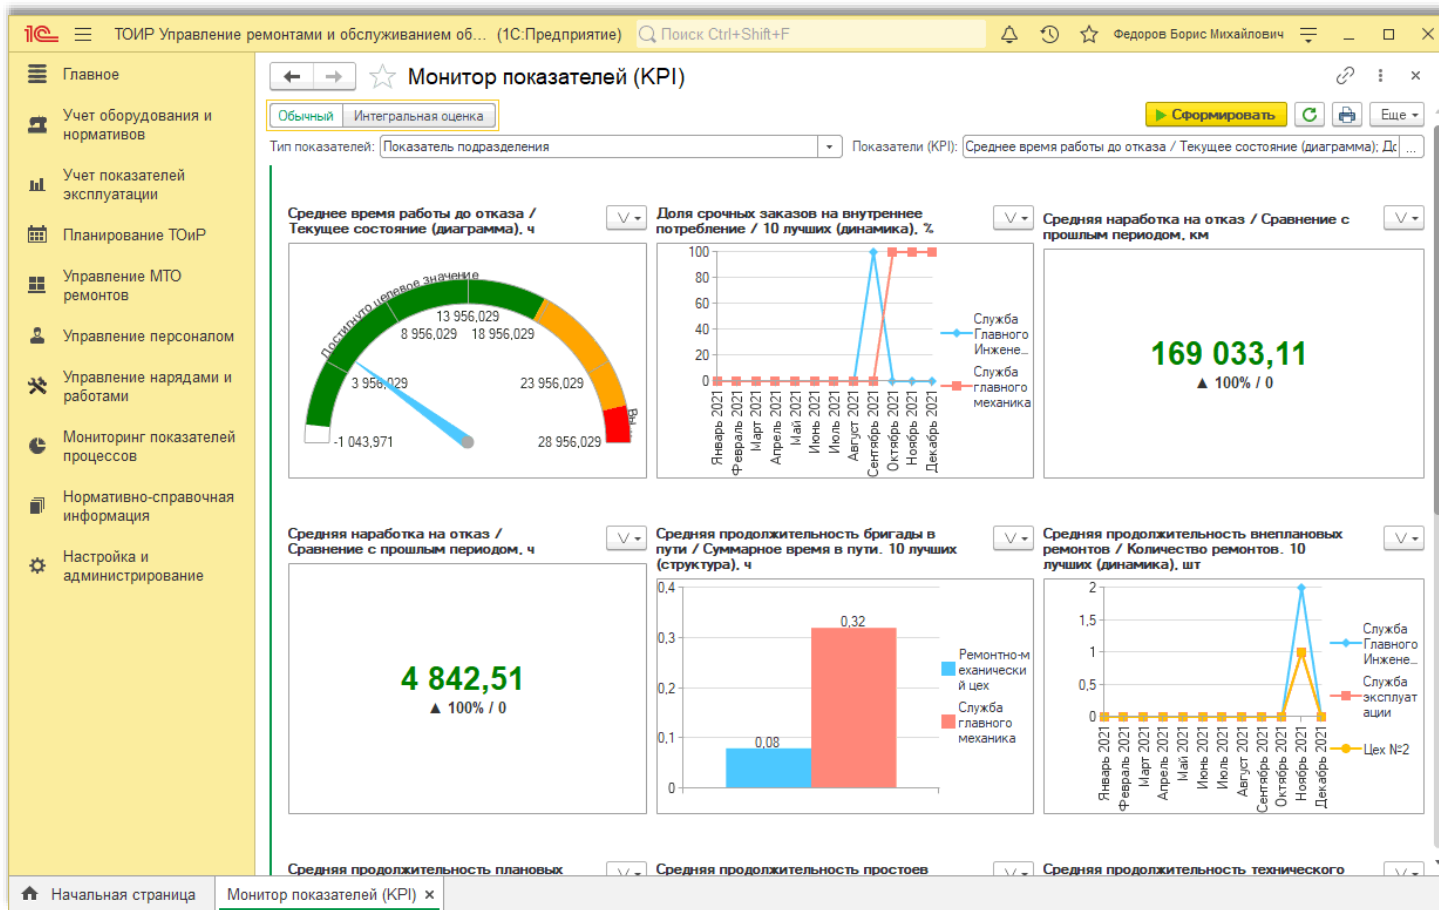 1С ТОИР Управление ремонтами и обслуживанием об... (1С:Предприятие) Поиск Ctrl+Shift+F Федоров Борис Михайлович
Главное
Учет оборудования и
нормативов
Учет показателей
эксплуатации
Планирование ТОиР
Управление МТО
ремонтов
Управление персоналом
Управление нарядами и
работами
Мониторинг показателей
процессов
Нормативно-справочная
информация
Настройка и
администрирование
Монитор показателей (KPI)
Обычный Интегральная оценка Сформировать Еще
Тип показателей: Показатель подразделения Показатели (KPI): Среднее время работы до отказа / Текущее состояние (диаграмма); До ...
Среднее время работы до отказа /
Текущее состояние (диаграмма), ч
Достигнуто целевое значение
13 956,029
8 956,029 18 956,029
3 956,029 23 956,029
-1 043,971 28 956,029
Доля срочных заказов на внутреннее
потребление / 10 лучших (динамика), %
100
80
60
40
20
0
Январь 2021
Февраль 2021
Март 2021
Апрель 2021
Май 2021
Июнь 2021
Июль 2021
Август 2021
Сентябрь 2021
Октябрь 2021
Ноябрь 2021
Декабрь 2021
Служба
Главного
Инжене...
Служба
главного
механика
Средняя наработка на отказ / Сравнение с
прошлым периодом, км
169 033,11
▲ 100% / 0
Средняя наработка на отказ /
Сравнение с прошлым периодом, ч
4 842,51
▲ 100% / 0
Средняя продолжительность бригады в
пути / Суммарное время в пути. 10 лучших
(структура), ч
0,4
0,3
0,2
0,1
0
0,08
0,32
Ремонтно-м
еханически
й цех
Служба
главного
механика
Средняя продолжительность внеплановых
ремонтов / Количество ремонтов. 10
лучших (динамика), шт
2
1,5
1
0,5
0
Январь 2021
Февраль 2021
Март 2021
Апрель 2021
Май 2021
Июнь 2021
Июль 2021
Август 2021
Сентябрь 2021
Октябрь 2021
Ноябрь 2021
Декабрь 2021
Служба
Главного
Инжене...
Служба
эксплуат
ации
Цех №2
Средняя продолжительность плановых
Средняя продолжительность простоев
Средняя продолжительность технического
Начальная страница Монитор показателей (KPI) ×